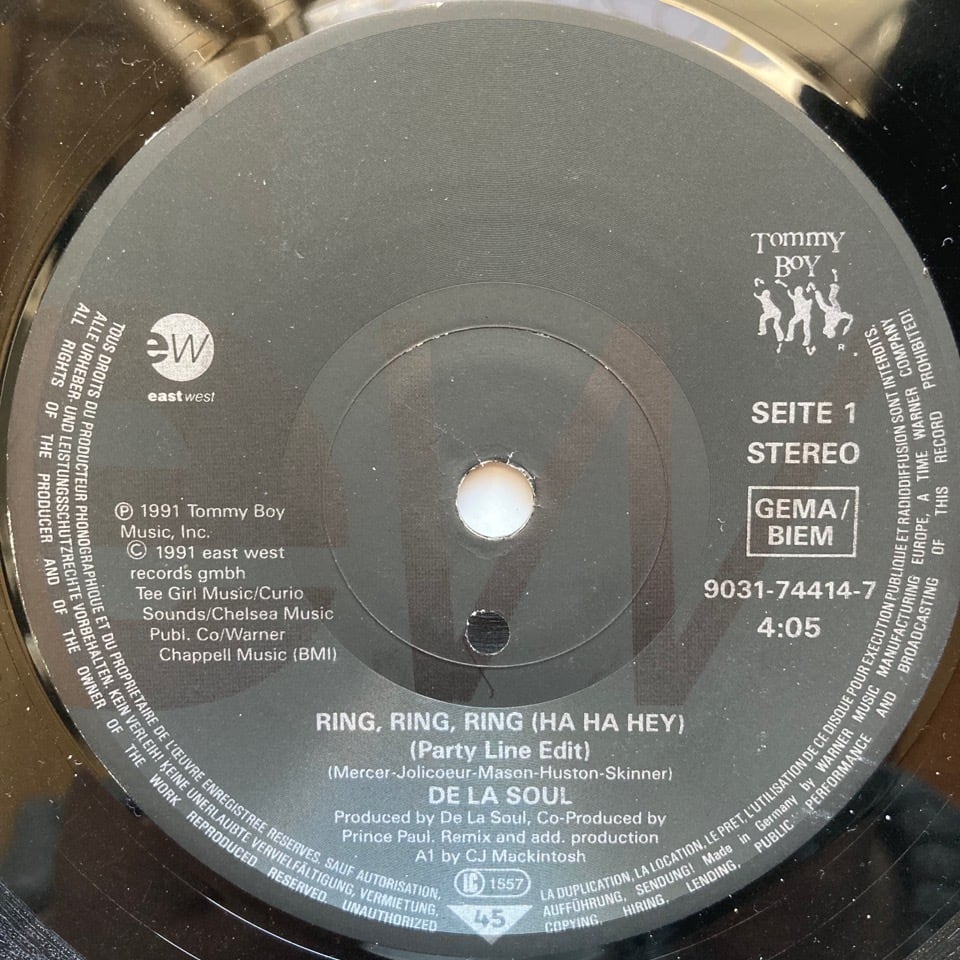 Tommy
BOY
R
ew
east west
SEITE 1
STEREO
GEMA/
BIEM
9031-74414-7
4:05
℗ 1991 Tommy Boy
Music, Inc.
© 1991 east west
records gmbh
Tee Girl Music/Curio
Sounds/Chelsea Music
Publ. Co/Warner
Chappell Music (BMI)
RING, RING, RING (HA HA HEY)
(Party Line Edit)
(Mercer-Jolicoeur-Mason-Huston-Skinner)
DE LA SOUL
Produced by De La Soul, Co-Produced by
Prince Paul. Remix and add. production
A1 by CJ Mackintosh
LC 1557
45
TOUS DROITS DU PRODUCTEUR PHONOGRAPHIQUE ET DU PROPRIETAIRE DE L'ŒUVRE ENREGISTREE RESERVES. SAUF AUTORISATION, LA DUPLICATION, LA LOCATION, LE PRET, L'UTILISATION DE CE DISQUE POUR EXECUTION PUBLIQUE ET RADIODIFFUSION SONT INTERDITS.
ALLE URHEBER- UND LEISTUNGSSCHUTZRECHTE VORBEHALTEN. KEIN VERLEIH! KEINE UNERLAUBTE VERVIELFÄLTIGUNG, VERMIETUNG, AUFFÜHRUNG, SENDUNG! Made in Germany by WARNER MUSIC MANUFACTURING EUROPE, A TIME WARNER COMPANY
ALL RIGHTS OF THE PRODUCER AND OF THE OWNER OF THE WORK REPRODUCED RESERVED. UNAUTHORIZED COPYING, HIRING, LENDING, PUBLIC PERFORMANCE AND BROADCASTING OF THIS RECORD PROHIBITED!